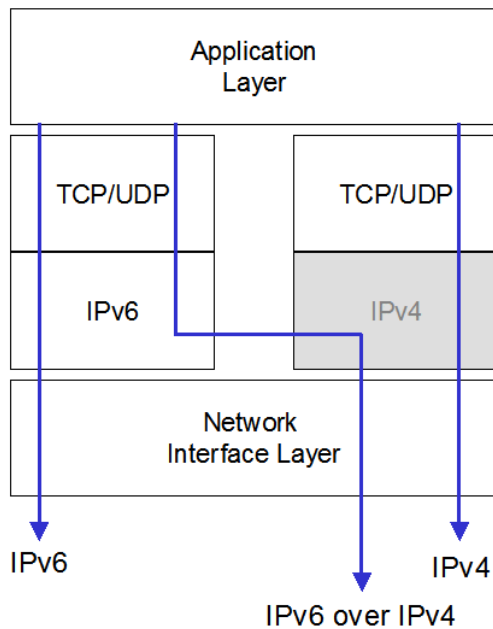 Application
Layer
TCP/UDP
TCP/UDP
IPv6
IPv4
Network
Interface Layer
IPv6
IPv4
IPv6 over IPv4